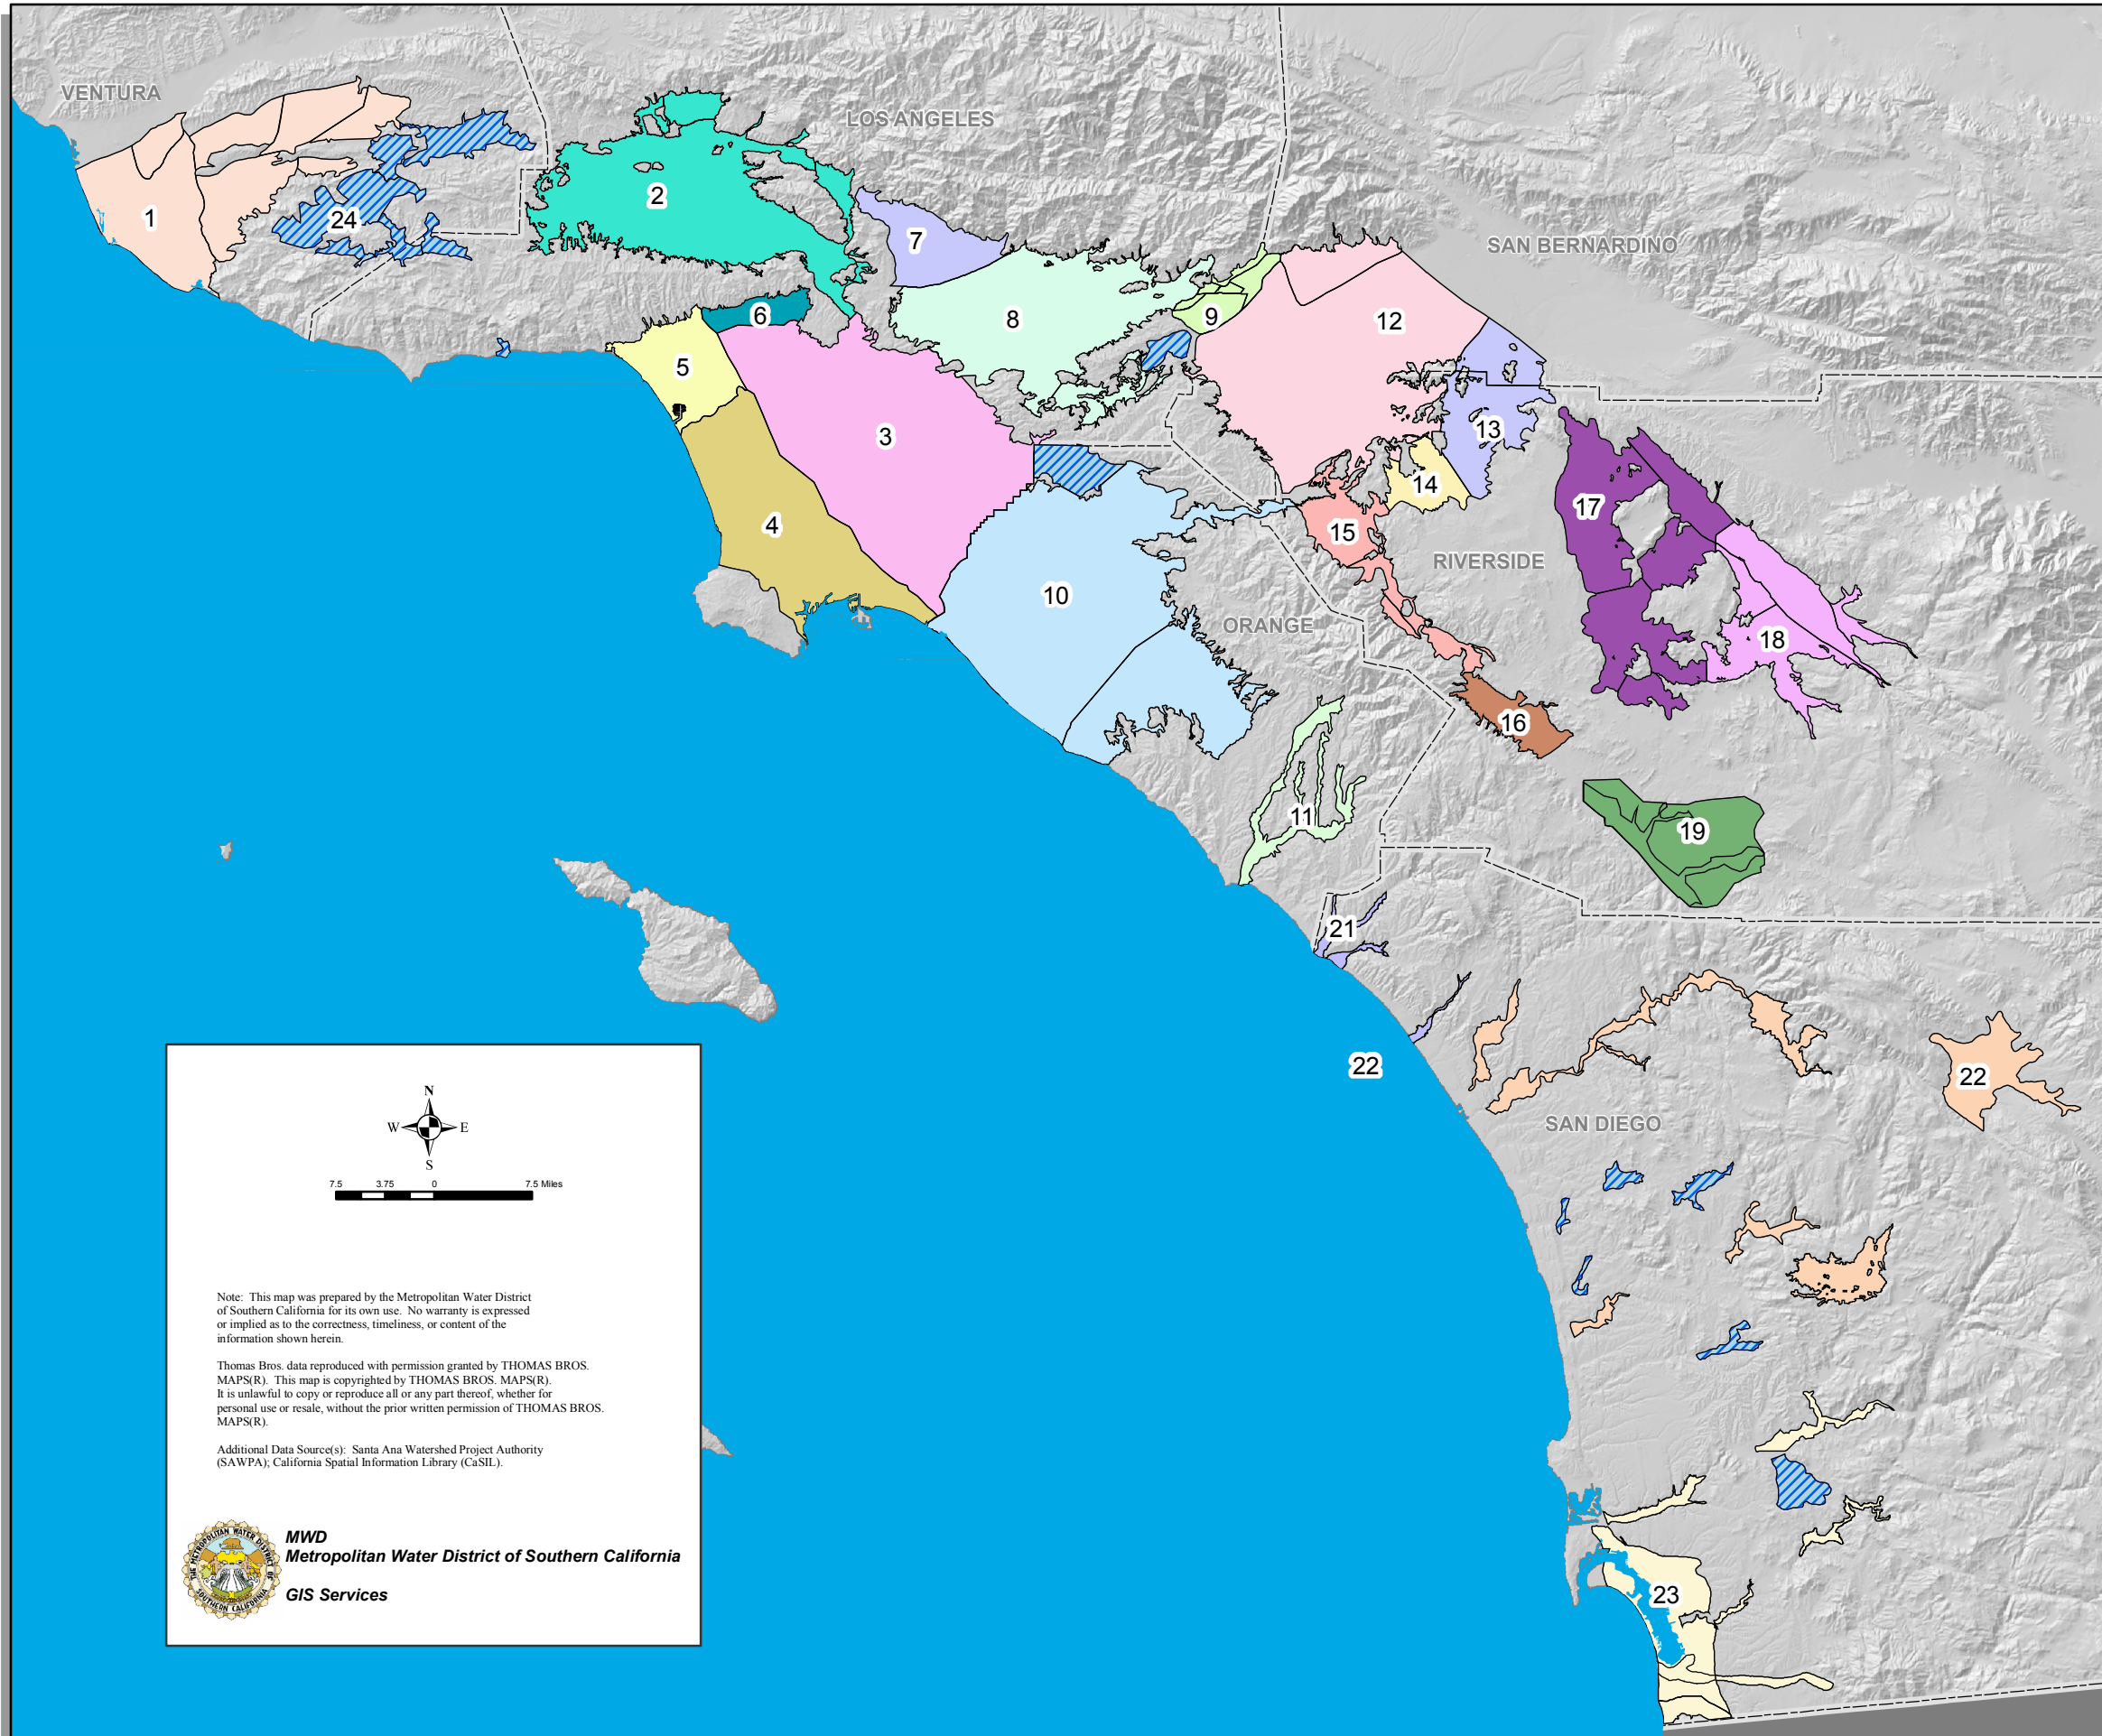 VENTURA
LOS ANGELES
SAN BERNARDINO
1
24
2
7
6
8
9
12
5
3
13
14
4
15
17
RIVERSIDE
10
ORANGE
18
16
11
19
21
22
22
SAN DIEGO
23
N
W E
S
7.5 3.75 0 7.5 Miles
Note: This map was prepared by the Metropolitan Water District
of Southern California for its own use. No warranty is expressed
or implied as to the correctness, timeliness, or content of the
information shown herein.
Thomas Bros. data reproduced with permission granted by THOMAS BROS.
MAPS(R). This map is copyrighted by THOMAS BROS. MAPS(R).
It is unlawful to copy or reproduce all or any part thereof, whether for
personal use or resale, without the prior written permission of THOMAS BROS.
MAPS(R).
Additional Data Source(s): Santa Ana Watershed Project Authority
(SAWPA); California Spatial Information Library (CaSIL).
THE METROPOLITAN WATER DISTRICT OF SOUTHERN CALIFORNIA
MWD
Metropolitan Water District of Southern California
GIS Services